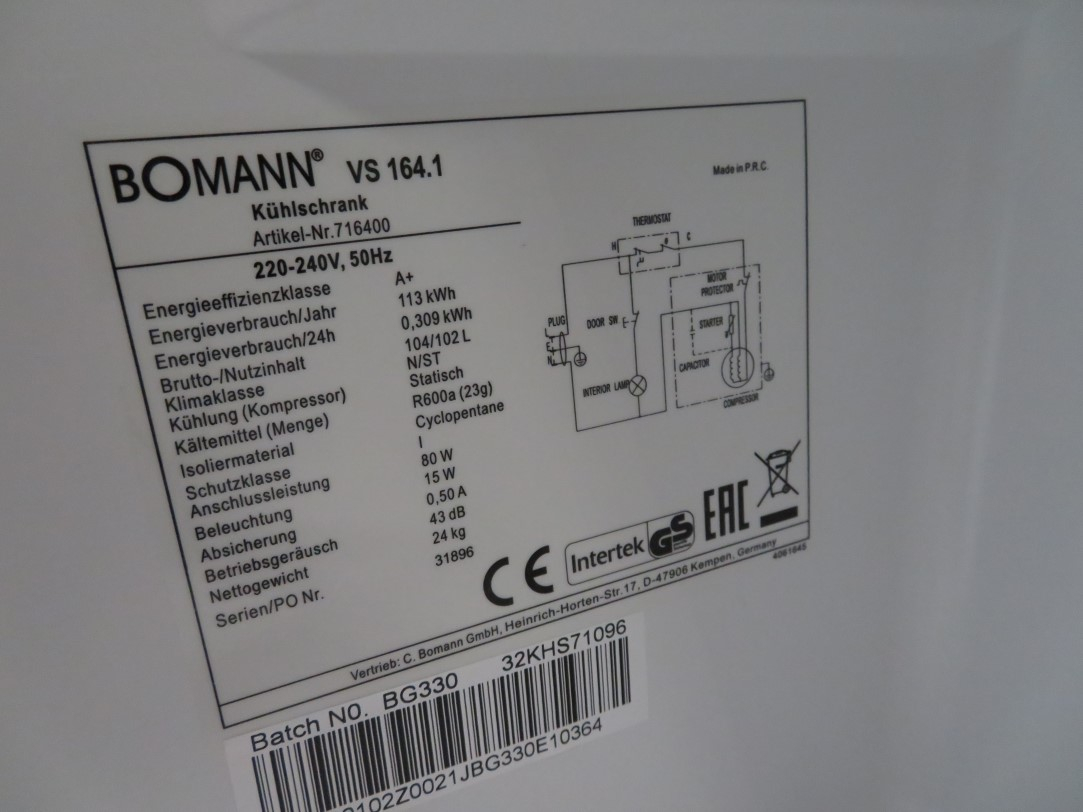 BOMANN® VS 164.1
Kühlschrank
Artikel-Nr.716400
Made in P.R.C.
220-240V, 50Hz
Energieeffizienzklasse A+
Energieverbrauch/Jahr 113 kWh
Energieverbrauch/24h 0,309 kWh
Brutto-/Nutzinhalt 104/102 L
Klimaklasse N/ST
Kühlung (Kompressor) Statisch
Kältemittel (Menge) R600a (23g)
Isoliermaterial Cyclopentane
Schutzklasse I
Anschlussleistung 80 W
Beleuchtung 15 W
Absicherung 0,50 A
Betriebsgeräusch 43 dB
Nettogewicht 24 kg
Serien/PO Nr. 31896
THERMOSTAT
H
C
MOTOR
PROTECTOR
PLUG
DOOR SW
STARTER
E
N
CAPACITOR
INTERIOR LAMP
COMPRESSOR
CE
Intertek
GS
EAC
4061645
Vertrieb: C. Bomann GmbH, Heinrich-Horten-Str.17, D-47906 Kempen, Germany
Batch NO. BG330 32KHS71096
0102Z0021JBG330E10364